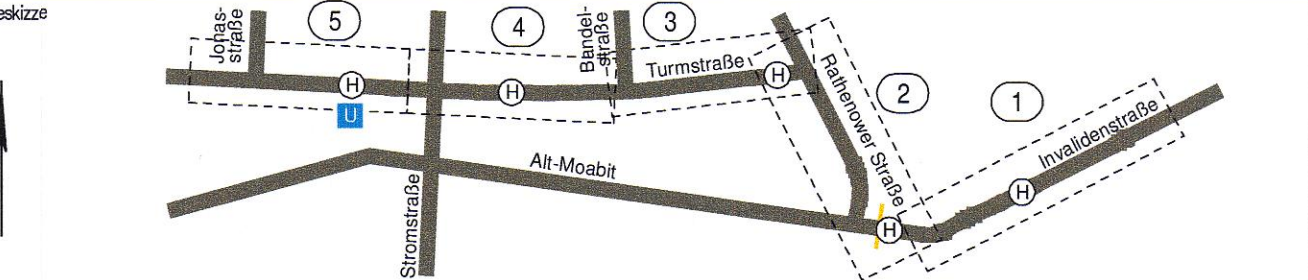 eskizze
Jonas-
straße
5
4
Bandel-
straße
3
Turmstraße
H
H
H
U
Rathenower Straße
2
1
Invalidenstraße
H
Alt-Moabit
Stromstraße
H